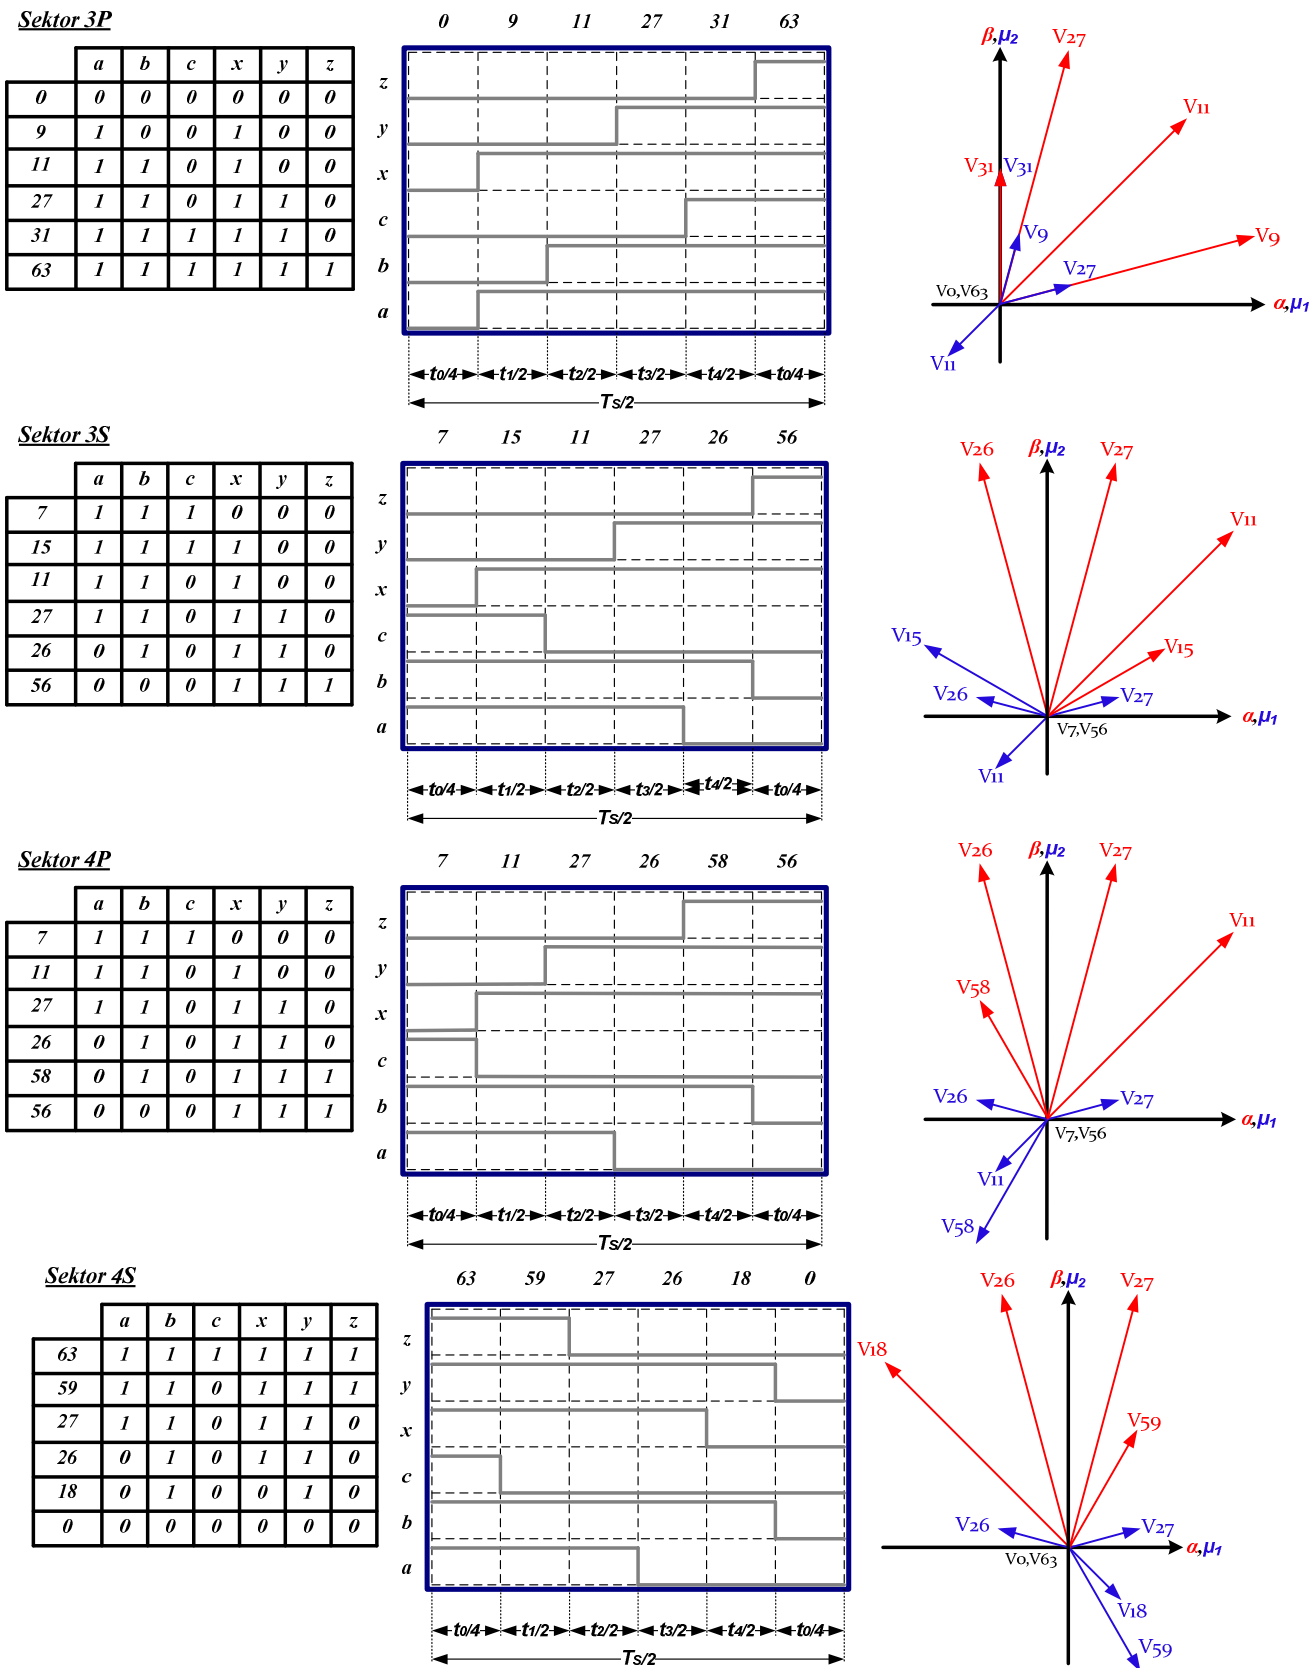 Sektor 3P
0 9 11 27 31 63
a b c x y z
0 0 0 0 0 0 0
9 1 0 0 1 0 0
11 1 1 0 1 0 0
27 1 1 0 1 1 0
31 1 1 1 1 1 0
63 1 1 1 1 1 1
z
y
x
c
b
a
t0/4 t1/2 t2/2 t3/2 t4/2 t0/4
Ts/2
β,μ2
V27
V11
V31 V31
V9
V9
V27
V0,V63
α,μ1
V11
Sektor 3S
7 15 11 27 26 56
a b c x y z
7 1 1 1 0 0 0
15 1 1 1 1 0 0
11 1 1 0 1 0 0
27 1 1 0 1 1 0
26 0 1 0 1 1 0
56 0 0 0 1 1 1
z
y
x
c
b
a
t0/4 t1/2 t2/2 t3/2 t4/2 t0/4
Ts/2
V26 β,μ2 V27
V11
V15 V15
V26 V27
α,μ1
V7,V56
V11
Sektor 4P
7 11 27 26 58 56
a b c x y z
7 1 1 1 0 0 0
11 1 1 0 1 0 0
27 1 1 0 1 1 0
26 0 1 0 1 1 0
58 0 1 0 1 1 1
56 0 0 0 1 1 1
z
y
x
c
b
a
t0/4 t1/2 t2/2 t3/2 t4/2 t0/4
Ts/2
V26 β,μ2 V27
V11
V58
V26 V27
α,μ1
V7,V56
V11
V58
Sektor 4S
63 59 27 26 18 0
a b c x y z
63 1 1 1 1 1 1
59 1 1 0 1 1 1
27 1 1 0 1 1 0
26 0 1 0 1 1 0
18 0 1 0 0 1 0
0 0 0 0 0 0 0
z
y
x
c
b
a
t0/4 t1/2 t2/2 t3/2 t4/2 t0/4
Ts/2
V26 β,μ2 V27
V18
V59
V26 V27
α,μ1
V0,V63
V18
V59